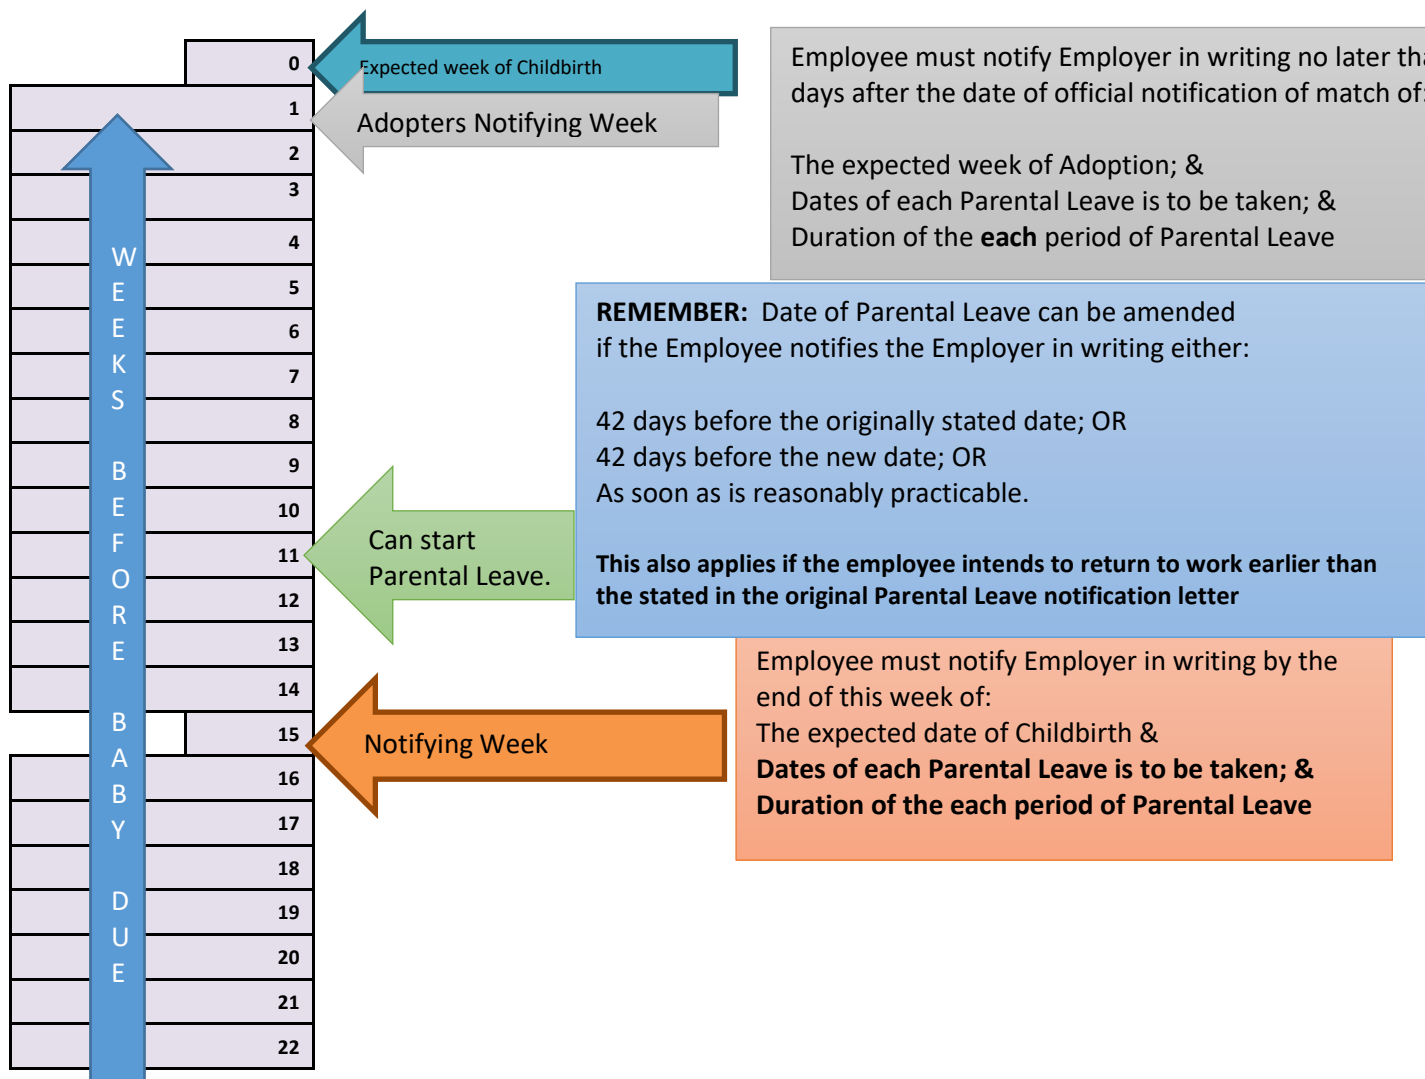 0
1
2
3
4
5
6
7
8
9
10
11
12
13
14
15
16
17
18
19
20
21
22
WEEKS BEFORE BABY DUE
Expected week of Childbirth
Adopters Notifying Week
Employee must notify Employer in writing no later
days after the date of official notification of match of:
The expected week of Adoption; &
Dates of each Parental Leave is to be taken; &
Duration of the each period of Parental Leave
REMEMBER: Date of Parental Leave can be amended
if the Employee notifies the Employer in writing either:
42 days before the originally stated date; OR
42 days before the new date; OR
As soon as is reasonably practicable.
This also applies if the employee intends to return to work earlier than
the stated in the original Parental Leave notification letter
Can start
Parental Leave.
Notifying Week
Employee must notify Employer in writing by the
end of this week of:
The expected date of Childbirth &
Dates of each Parental Leave is to be taken; &
Duration of the each period of Parental Leave